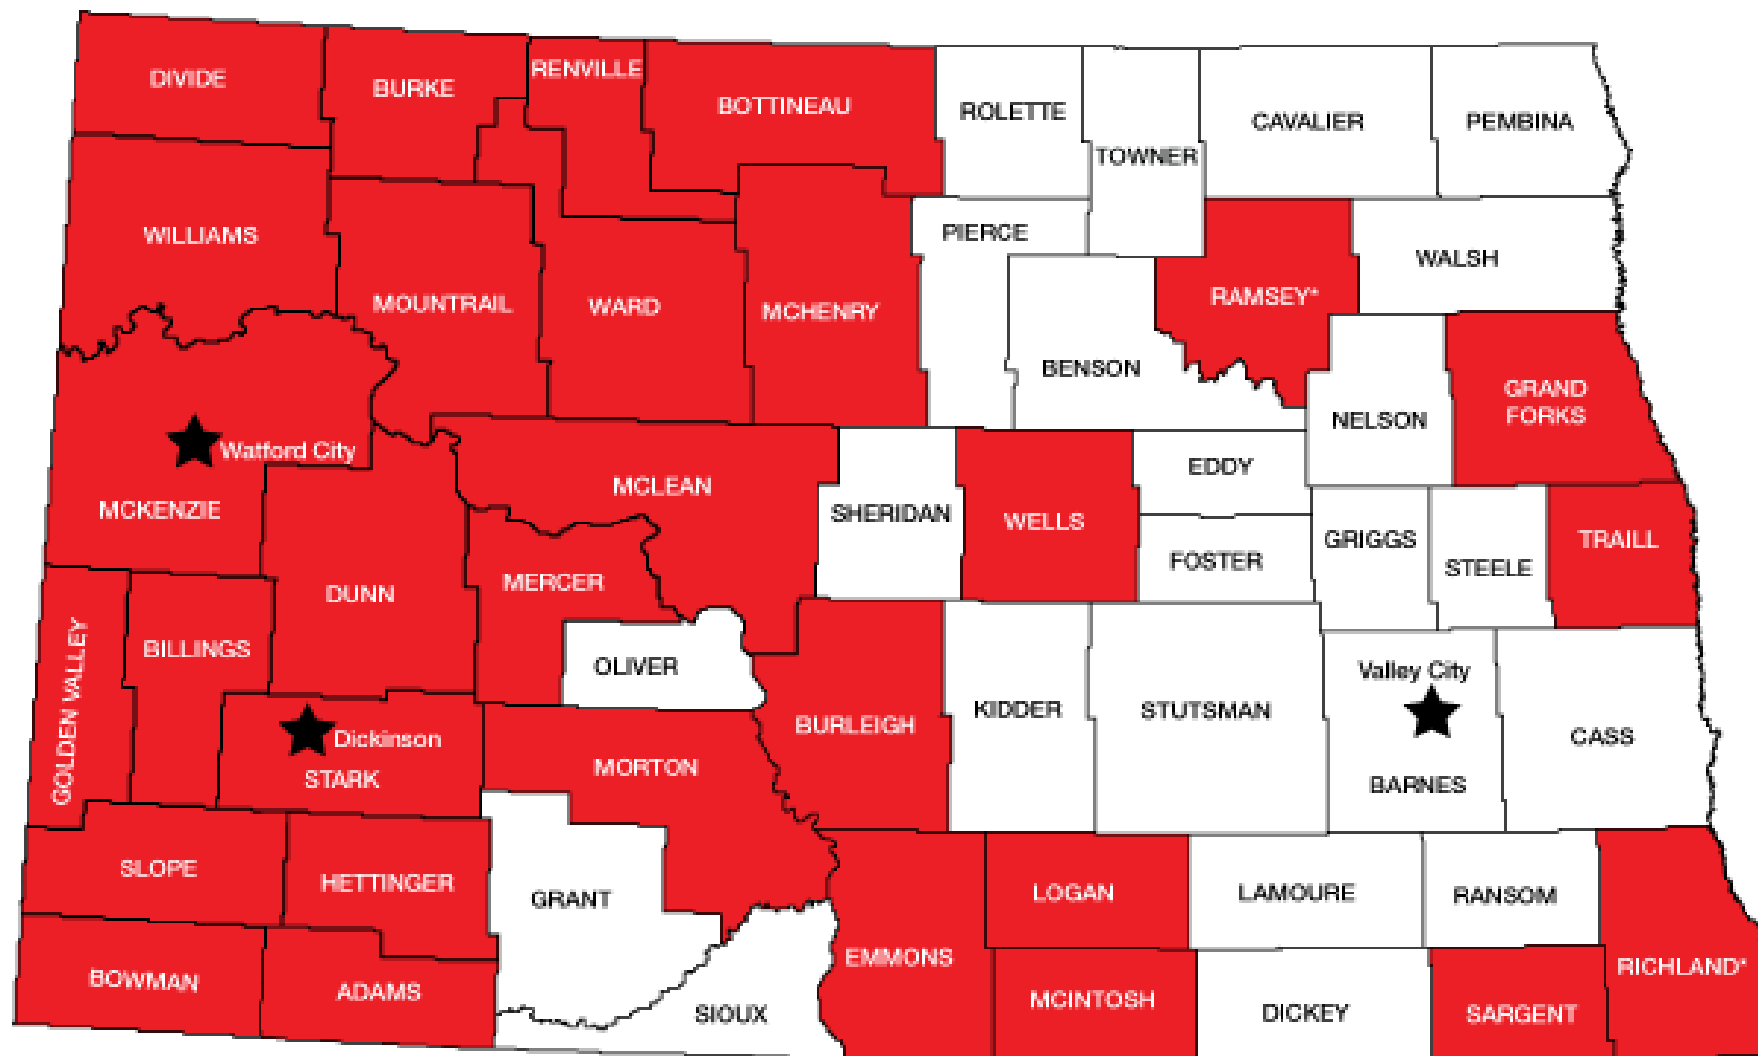 DIVIDE
BURKE
RENVILLE
BOTTINEAU
ROLETTE
TOWNER
CAVALIER
PEMBINA
WILLIAMS
MOUNTRAIL
WARD
MCHENRY
PIERCE
BENSON
RAMSEY*
WALSH
NELSON
GRAND
FORKS
Watford City
MCKENZIE
MCLEAN
SHERIDAN
WELLS
EDDY
FOSTER
GRIGGS
STEELE
TRAILL
DUNN
MERCER
GOLDEN VALLEY
BILLINGS
OLIVER
Dickinson
STARK
MORTON
BURLEIGH
KIDDER
STUTSMAN
Valley City
BARNES
CASS
SLOPE
HETTINGER
GRANT
LOGAN
LAMOURE
RANSOM
BOWMAN
ADAMS
SIOUX
EMMONS
MCINTOSH
DICKEY
SARGENT
RICHLAND*